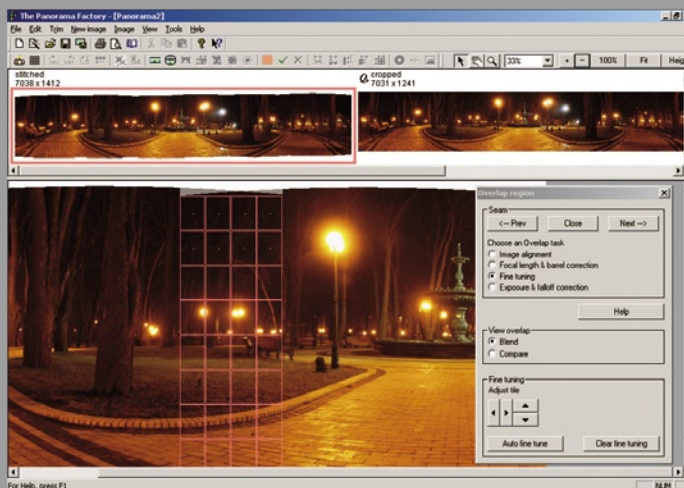 The Panorama Factory - [Panorama2]
File Edit Trim New image Image View Tools Help
33% + - 100% Fit Heig
stitched
7038 x 1412
cropped
7031 x 1241
Overlap region
Seam
<-- Prev Close Next -->
Choose an Overlap task
Image alignment
Focal length & barrel correction
Fine tuning
Exposure & falloff correction
Help
View overlap
Blend
Compare
Fine tuning
Adjust tile
Auto fine tune Clear fine tuning
For Help, press F1 NUM